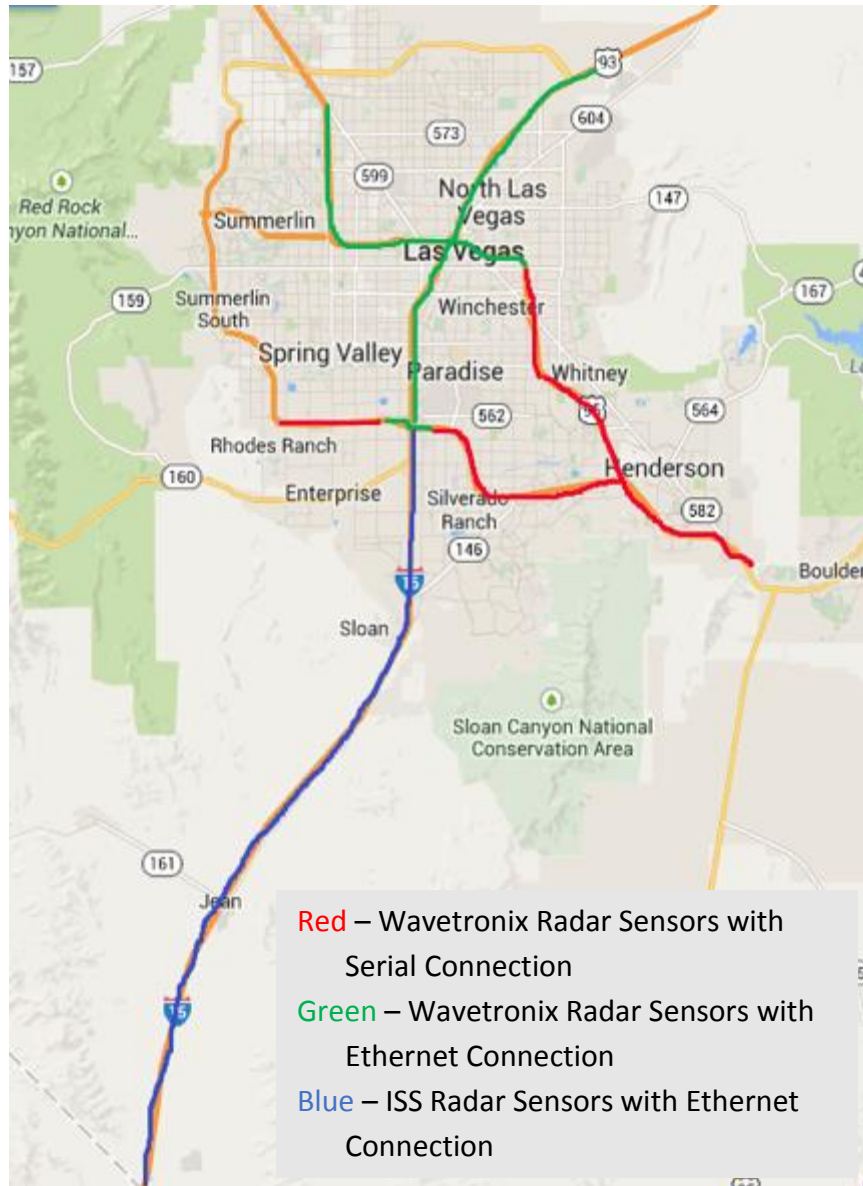 93
157
604
573
599
North Las
Vegas
147
Red Rock
nyon National...
Summerlin
Las Vegas
167
159
Winchester
Summerlin
South
Spring Valley
Paradise
Whitney
95
564
562
Rhodes Ranch
Henderson
160
Enterprise
Silverado
Ranch
582
146
15
Boulder
Sloan
Sloan Canyon National
Conservation Area
161
Jean
15
Red – Wavetronix Radar Sensors with
Serial Connection
Green – Wavetronix Radar Sensors with
Ethernet Connection
Blue – ISS Radar Sensors with Ethernet
Connection